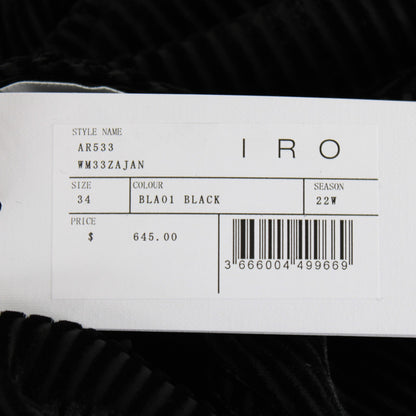 STYLE NAME
AR533
WM33ZAJAN
IRO
SIZE
34
COLOUR
BLA01 BLACK
SEASON
22W
PRICE
$ 645.00
3 666004 499669